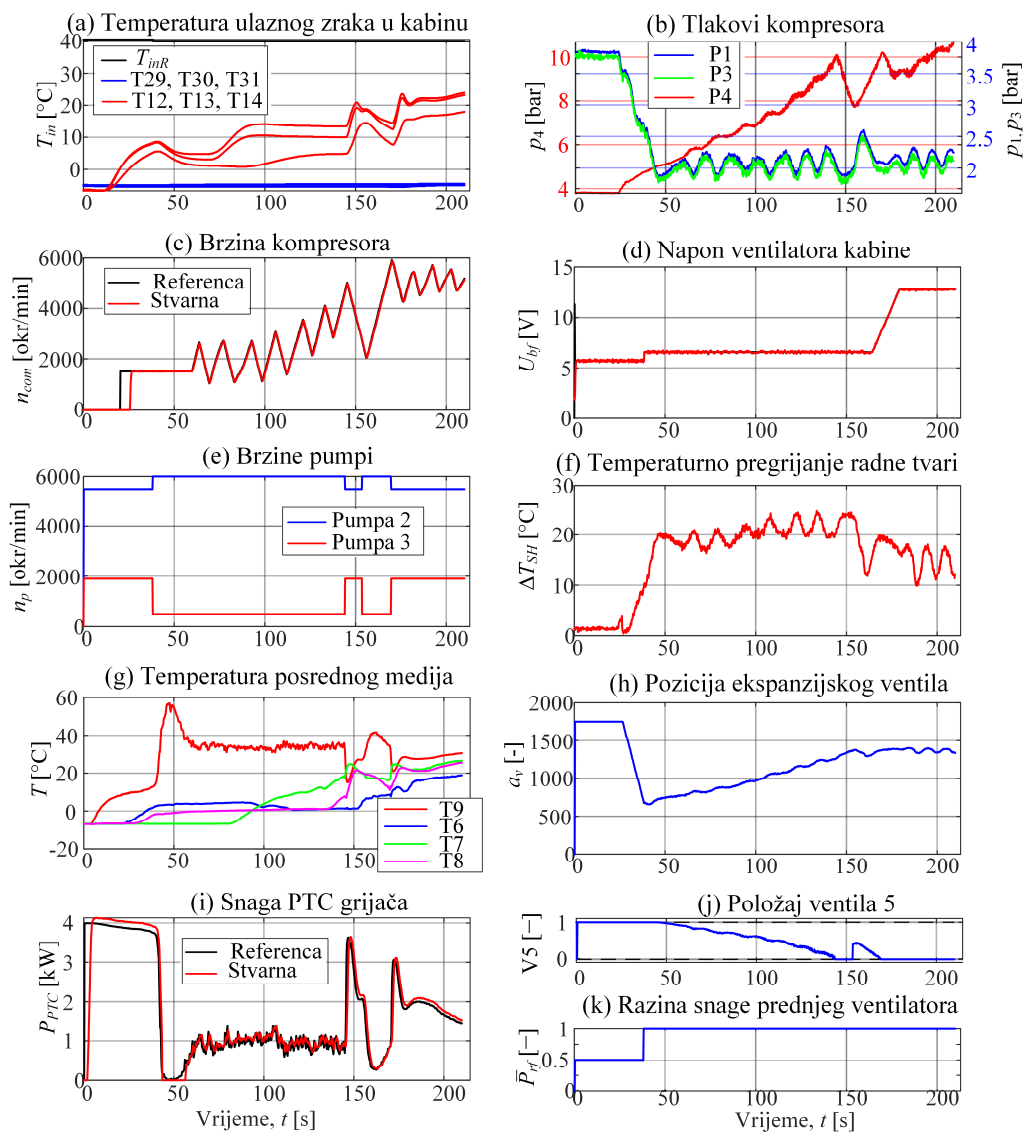 (a) Temperatura ulaznog zraka u kabinu
T_inR
T29, T30, T31
T12, T13, T14
T_in [°C]
40
30
20
10
0
0 50 100 150 200
(b) Tlakovi kompresora
P1
P3
P4
p_4 [bar]
10
8
6
4
p_1,p_3 [bar]
4
3.5
3
2.5
2
0 50 100 150 200
(c) Brzina kompresora
Referenca
Stvarna
n_com [okr/min]
6000
4000
2000
0
0 50 100 150 200
(d) Napon ventilatora kabine
U_bf [V]
15
10
5
0
0 50 100 150 200
(e) Brzine pumpi
Pumpa 2
Pumpa 3
n_p [okr/min]
6000
4000
2000
0
0 50 100 150 200
(f) Temperaturno pregrijanje radne tvari
ΔT_SH [°C]
30
20
10
0
0 50 100 150 200
(g) Temperatura posrednog medija
T9
T6
T7
T8
T [°C]
60
40
20
0
-20
0 50 100 150 200
(h) Pozicija ekspanzijskog ventila
a_v [-]
2000
1500
1000
500
0
0 50 100 150 200
(i) Snaga PTC grijača
Referenca
Stvarna
P_PTC [kW]
4
3
2
1
0
0 50 100 150 200
Vrijeme, t [s]
(j) Položaj ventila 5
V5 [–]
1
0
0 50 100 150 200
(k) Razina snage prednjeg ventilatora
P̅_rf [–]
1
0.5
0
0 50 100 150 200
Vrijeme, t [s]